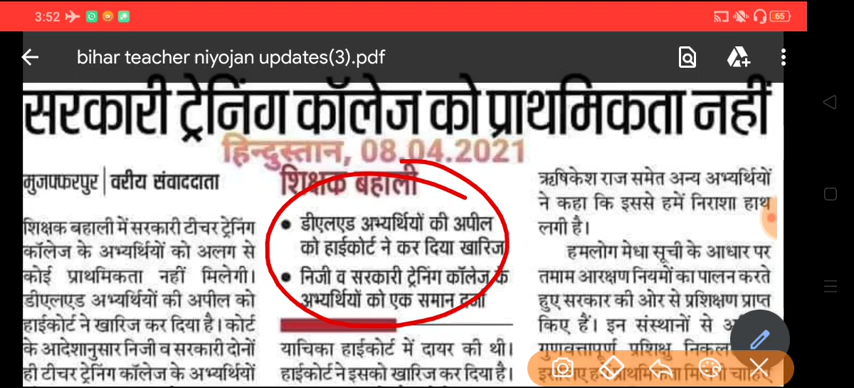 3:52
65
bihar teacher niyojan updates(3).pdf
सरकारी ट्रेनिंग कॉलेज को प्राथमिकता नहीं
हिन्दुस्तान, 08.04.2021
मुजफ्फरपुर | वरीय संवाददाता
शिक्षक बहाली में सरकारी टीचर ट्रेनिंग
कॉलेज के अभ्यर्थियों को अलग से
कोई प्राथमिकता नहीं मिलेगी।
डीएलएड अभ्यर्थियों की अपील को
हाईकोर्ट ने खारिज कर दिया है। कोर्ट
के आदेशानुसार निजी व सरकारी दोनों
ही टीचर ट्रेनिंग कॉलेज के अभ्यर्थियों
शिक्षक बहाली
• डीएलएड अभ्यर्थियों की अपील
को हाईकोर्ट ने कर दिया खारिज
• निजी व सरकारी ट्रेनिंग कॉलेज के
अभ्यर्थियों को एक समान दर्जा
याचिका हाईकोर्ट में दायर की थी।
हाईकोर्ट ने इसको खारिज कर दिया है।
ऋषिकेश राज समेत अन्य अभ्यर्थियों
ने कहा कि इससे हमें निराशा हाथ
लगी है।
हमलोग मेधा सूची के आधार पर
तमाम आरक्षण नियमों का पालन करते
हुए सरकार की ओर से प्रशिक्षण प्राप्त
किए हैं। इन संस्थानों से
गुणवत्तापूर्ण प्रशिक्षु